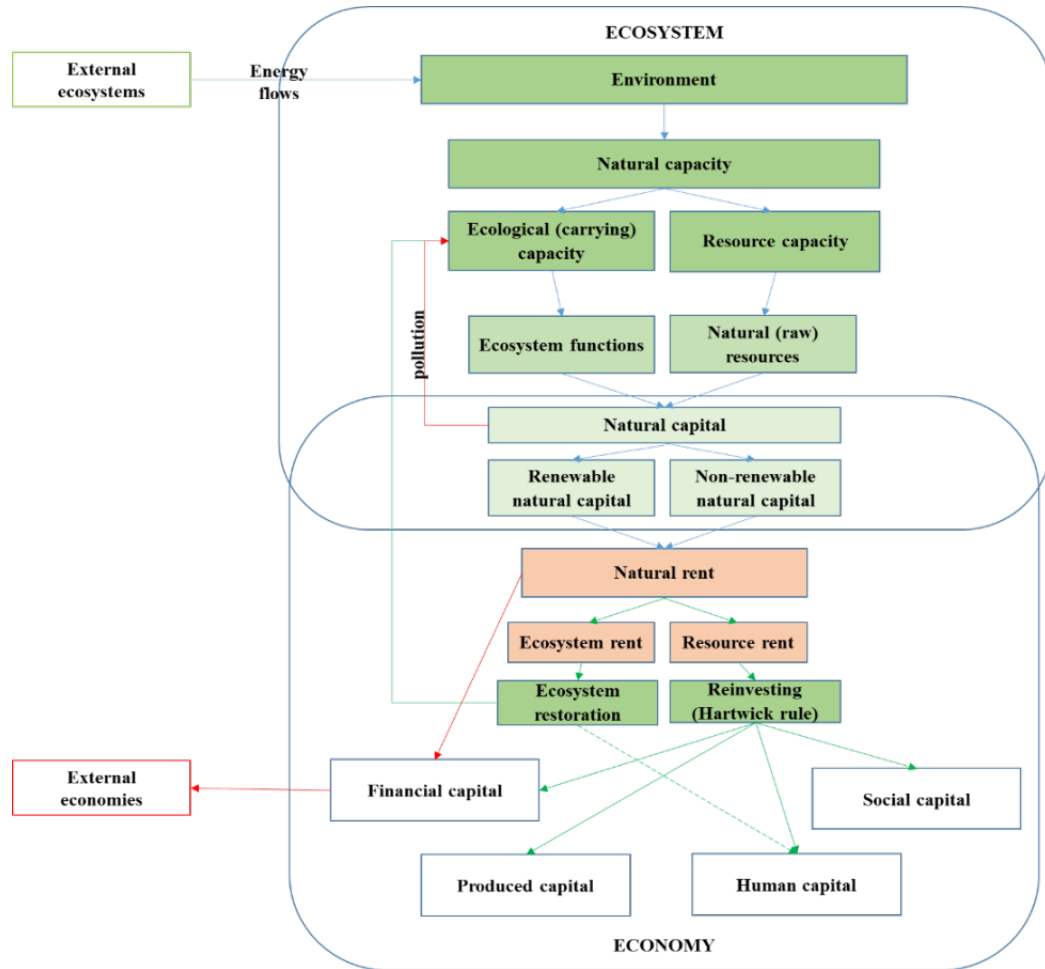 ECOSYSTEM
External
ecosystems
Energy
flows
Environment
Natural capacity
Ecological (carrying)
capacity
Resource capacity
pollution
Ecosystem functions
Natural (raw)
resources
Natural capital
Renewable
natural capital
Non-renewable
natural capital
Natural rent
Ecosystem rent
Resource rent
Ecosystem
restoration
Reinvesting
(Hartwick rule)
External
economies
Financial capital
Social capital
Produced capital
Human capital
ECONOMY